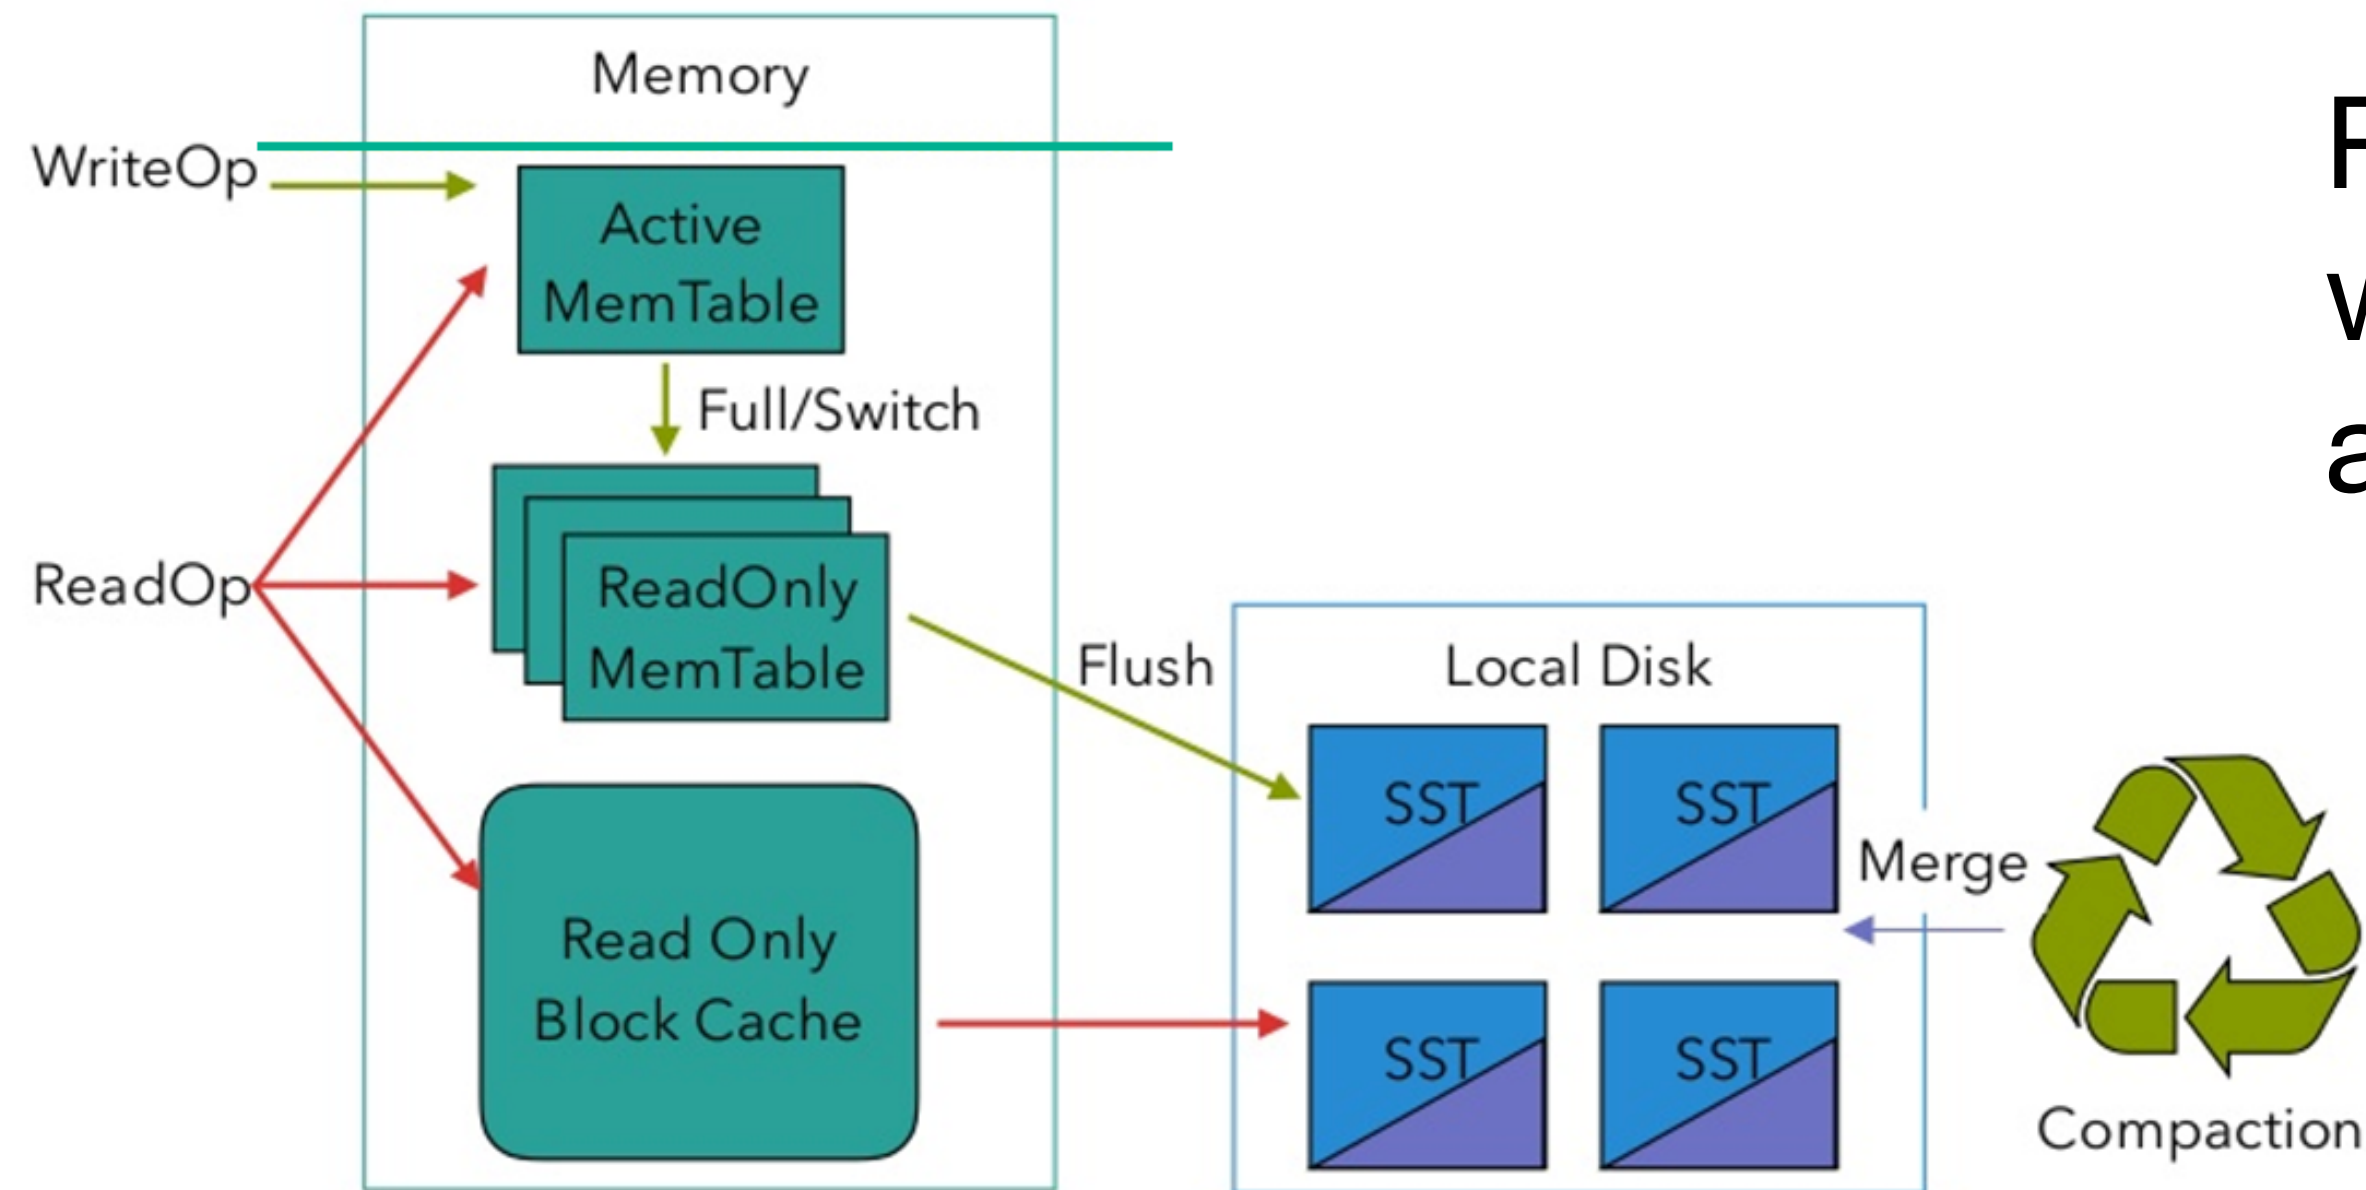 Memory
WriteOp
Active
MemTable
Full/Switch
ReadOp
ReadOnly
MemTable
Flush
Local Disk
SST
SST
Merge
Read Only
Block Cache
SST
SST
Compaction